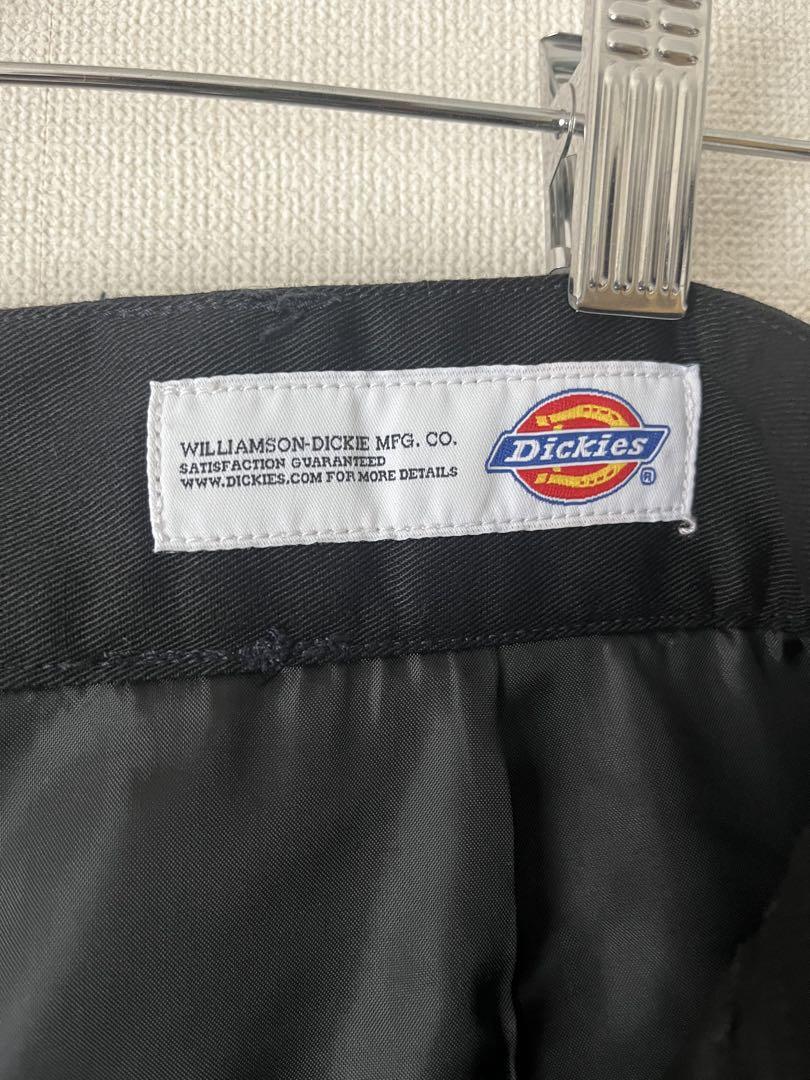 WILLIAMSON-DICKIE MFG. CO.
SATISFACTION GUARANTEED
WWW.DICKIES.COM FOR MORE DETAILS
Dickies
®